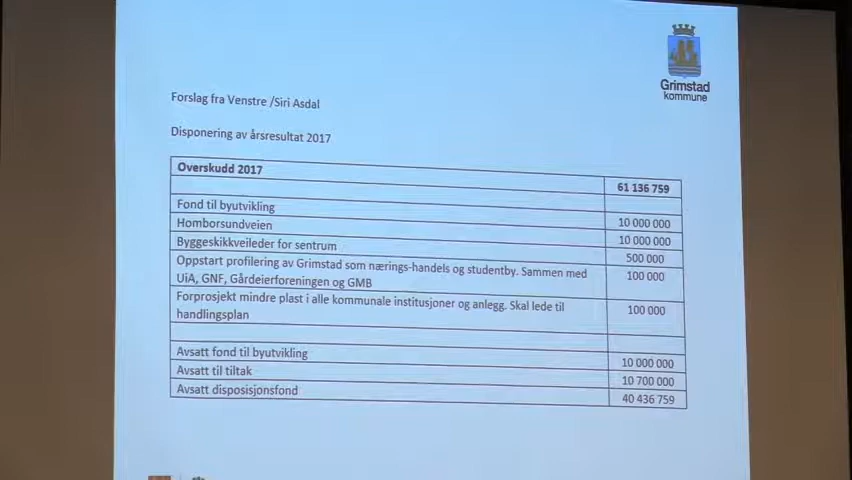 Grimstad
kommune
Forslag fra Venstre /Siri Asdal
Disponering av årsresultat 2017
Overskudd 2017 61 136 759
Fond til byutvikling 10 000 000
Homborsundveien 10 000 000
Byggeskikkveileder for sentrum 500 000
Oppstart profilering av Grimstad som nærings-handels og studentby. Sammen med 100 000
UiA, GNF, Gårdeierforeningen og GMB
Forprosjekt mindre plast i alle kommunale institusjoner og anlegg. Skal lede til 100 000
handlingsplan
Avsatt fond til byutvikling 10 000 000
Avsatt til tiltak 10 700 000
Avsatt disposisjonsfond 40 436 759